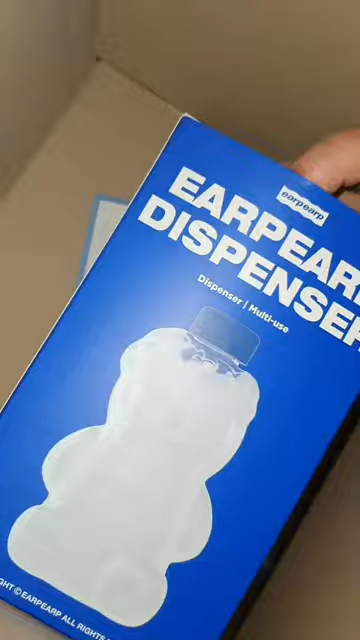 earpearp
EARPEARP
DISPENSER
Dispenser | Multi-use
GHT © EARPEARP ALL RIGHTS